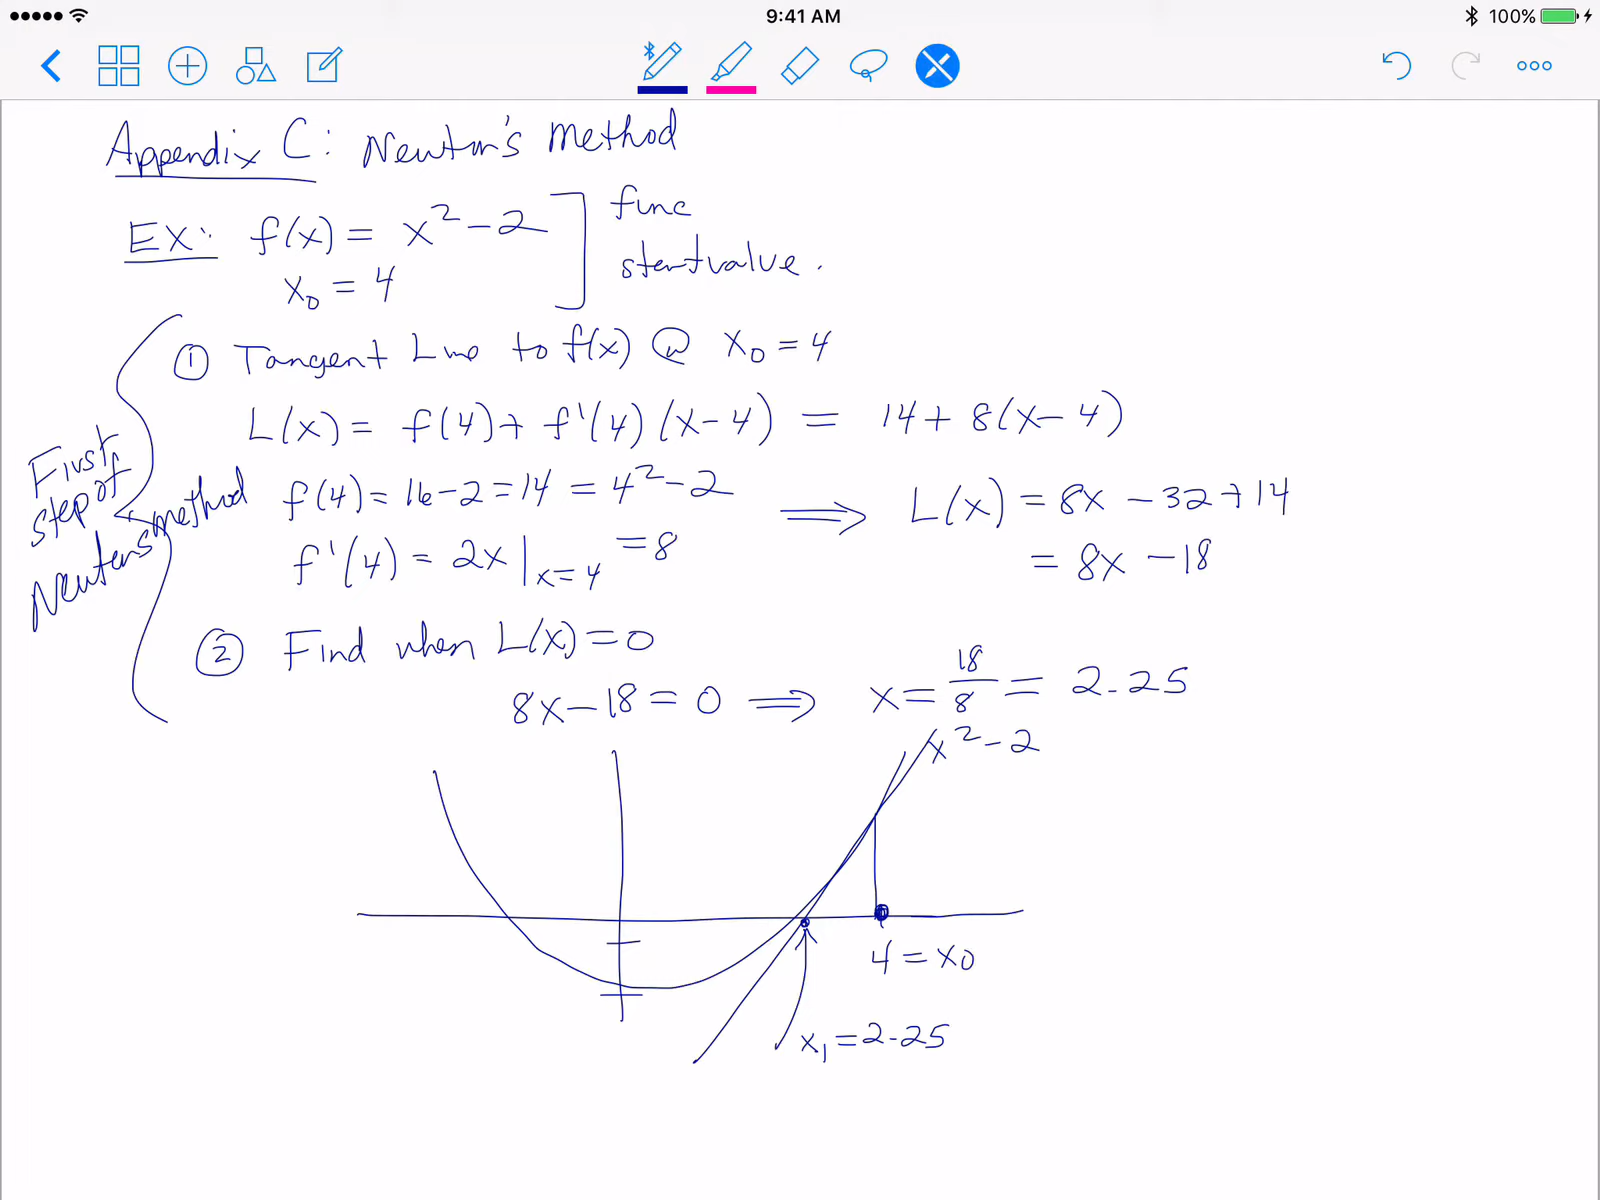 9:41 AM
100%
Appendix C: Newton's Method
Ex: f(x) = x² - 2
x₀ = 4
func
startvalue.
① Tangent Line to f(x) @ x₀ = 4
L(x) = f(4) + f'(4) (x-4) = 14 + 8(x-4)
f(4) = 16-2 = 14 = 4² - 2
f'(4) = 2x |ₓ₌₄ = 8
⟹ L(x) = 8x - 32 + 14
= 8x - 18
First
step of
Newtons method
② Find when L(x) = 0
8x - 18 = 0 ⟹ x = 18/8 = 2.25
x² - 2
4 = x₀
x₁ = 2.25